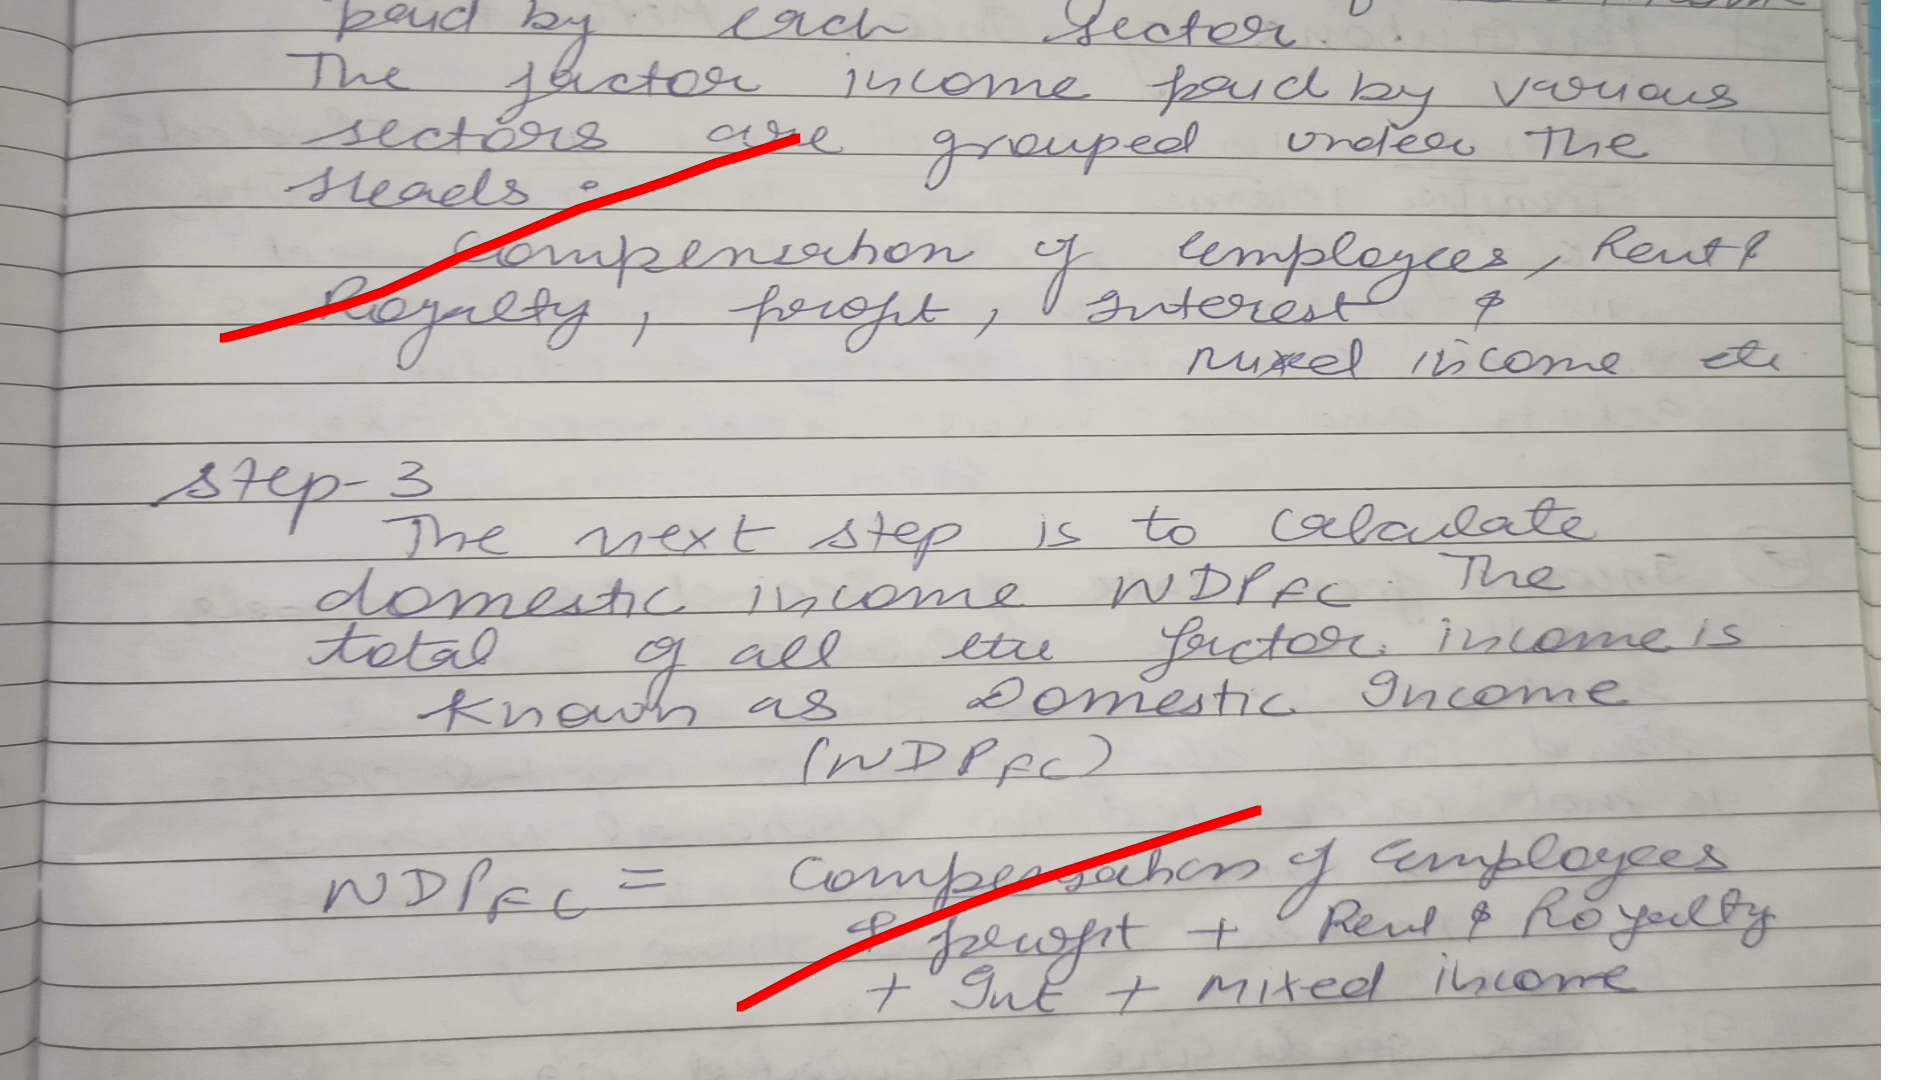 paid by each sector.
The factor income paid by various
sectors are grouped under the
Heads :
Compensation of Employees, Rent &
Royalty, profit, Interest &
mixed income etc
Step-3
The next step is to calculate
domestic income NDPFC. The
total of all the factor income is
known as Domestic Income
(NDPFC)
NDPFC = Compensation of Employees
+ profit + Rent & Royalty
+ Int + Mixed income